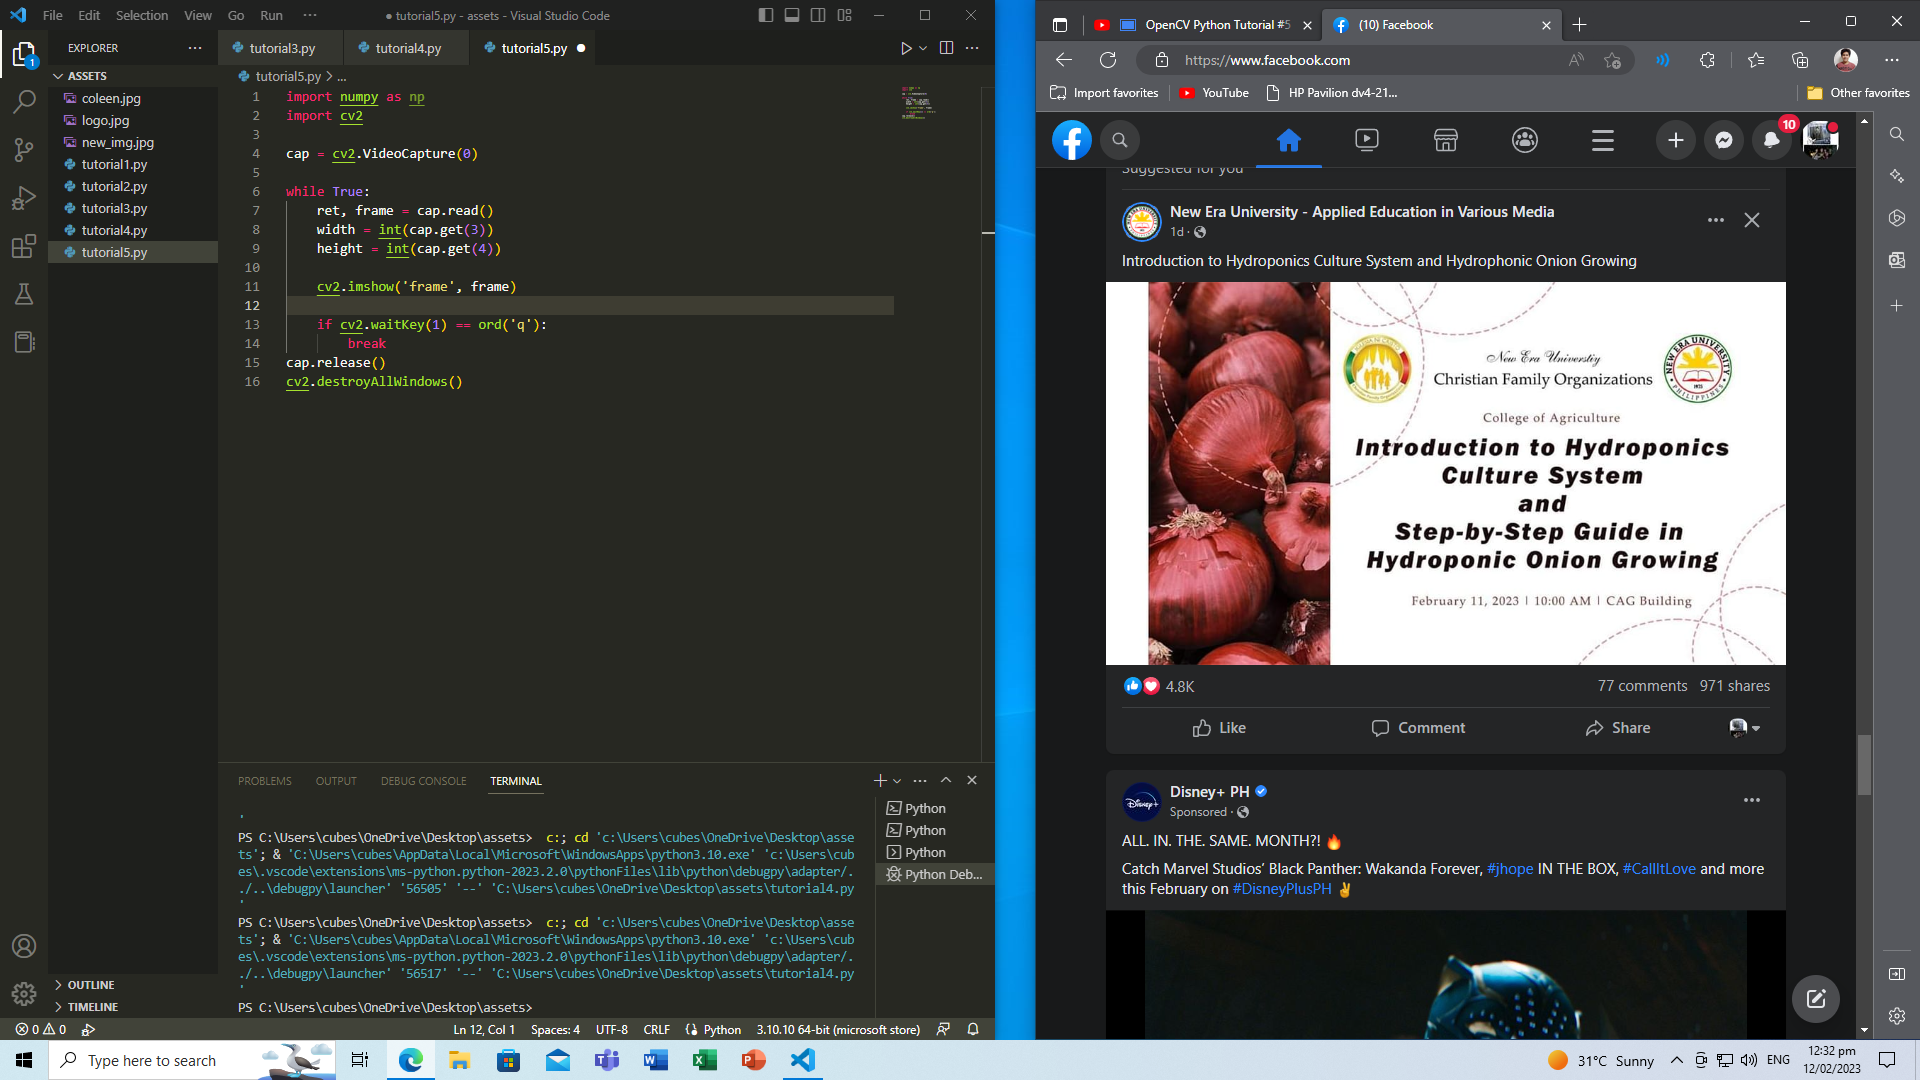 File Edit Selection View Go Run ···
● tutorial5.py - assets - Visual Studio Code
EXPLORER
ASSETS
coleen.jpg
logo.jpg
new_img.jpg
tutorial1.py
tutorial2.py
tutorial3.py
tutorial4.py
tutorial5.py
OUTLINE
TIMELINE
1
tutorial3.py tutorial4.py tutorial5.py ●
tutorial5.py > ...
1 import numpy as np
2 import cv2
3
4 cap = cv2.VideoCapture(0)
5
6 while True:
7 ret, frame = cap.read()
8 width = int(cap.get(3))
9 height = int(cap.get(4))
10
11 cv2.imshow('frame', frame)
12
13 if cv2.waitKey(1) == ord('q'):
14 break
15 cap.release()
16 cv2.destroyAllWindows()
PROBLEMS OUTPUT DEBUG CONSOLE TERMINAL
'
PS C:\Users\cubes\OneDrive\Desktop\assets> c:; cd 'c:\Users\cubes\OneDrive\Desktop\asse
ts'; & 'C:\Users\cubes\AppData\Local\Microsoft\WindowsApps\python3.10.exe' 'c:\Users\cub
es\.vscode\extensions\ms-python.python-2023.2.0\pythonFiles\lib\python\debugpy\adapter/.
./..\debugpy\launcher' '56505' '--' 'C:\Users\cubes\OneDrive\Desktop\assets\tutorial4.py
'
PS C:\Users\cubes\OneDrive\Desktop\assets> c:; cd 'c:\Users\cubes\OneDrive\Desktop\asse
ts'; & 'C:\Users\cubes\AppData\Local\Microsoft\WindowsApps\python3.10.exe' 'c:\Users\cub
es\.vscode\extensions\ms-python.python-2023.2.0\pythonFiles\lib\python\debugpy\adapter/.
./..\debugpy\launcher' '56517' '--' 'C:\Users\cubes\OneDrive\Desktop\assets\tutorial4.py
'
PS C:\Users\cubes\OneDrive\Desktop\assets>
Python
Python
Python
Python Deb...
0 0 Ln 12, Col 1 Spaces: 4 UTF-8 CRLF Python 3.10.10 64-bit (microsoft store)
OpenCV Python Tutorial #5 (10) Facebook
https://www.facebook.com
Import favorites YouTube HP Pavilion dv4-21... Other favorites
10
Suggested for you
New Era University - Applied Education in Various Media
1d ·
Introduction to Hydroponics Culture System and Hydrophonic Onion Growing
New Era Universtiy
Christian Family Organizations
NEW ERA UNIVERSITY
1975
PHILIPPINES
College of Agriculture
Introduction to Hydroponics
Culture System
and
Step-by-Step Guide in
Hydroponic Onion Growing
February 11, 2023 | 10:00 AM | CAG Building
4.8K 77 comments 971 shares
Like Comment Share
Disney+
Disney+ PH
Sponsored ·
ALL. IN. THE. SAME. MONTH?! 🔥
Catch Marvel Studios’ Black Panther: Wakanda Forever, #jhope IN THE BOX, #CallItLove and more
this February on #DisneyPlusPH ✌
Type here to search
31°C Sunny
ENG
12:32 pm
12/02/2023